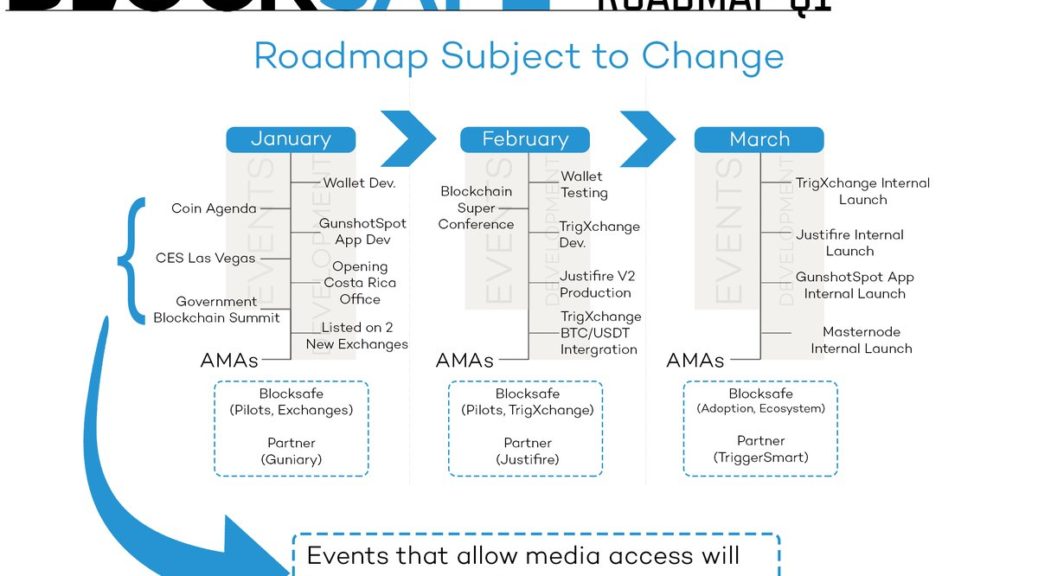 BLOCKSAFE ROADMAP Q1
Roadmap Subject to Change
January
EVENTS
DEVELOPMENT
Wallet Dev.
Coin Agenda
GunshotSpot
App Dev
CES Las Vegas
Opening
Costa Rica
Office
Government
Blockchain Summit
Listed on 2
New Exchanges
AMAs
Blocksafe
(Pilots, Exchanges)
Partner
(Guniary)
February
EVENTS
DEVELOPMENT
Wallet
Testing
Blockchain
Super
Conference
TrigXchange
Dev.
Justifire V2
Production
TrigXchange
BTC/USDT
Intergration
AMAs
Blocksafe
(Pilots, TrigXchange)
Partner
(Justifire)
March
EVENTS
DEVELOPMENT
TrigXchange Internal
Launch
Justifire Internal
Launch
GunshotSpot App
Internal Launch
Masternode
Internal Launch
AMAs
Blocksafe
(Adoption, Ecosystem)
Partner
(TriggerSmart)
Events that allow media access will